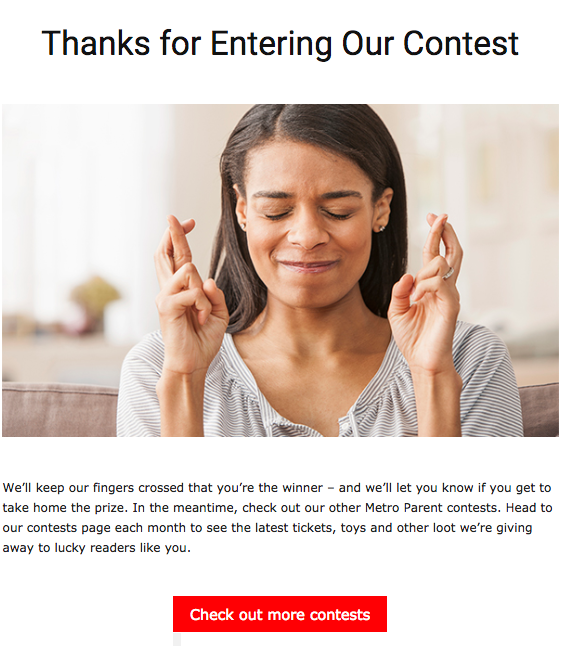 Thanks for Entering Our Contest
We’ll keep our fingers crossed that you’re the winner – and we’ll let you know if you get to
take home the prize. In the meantime, check out our other Metro Parent contests. Head to
our contests page each month to see the latest tickets, toys and other loot we’re giving
away to lucky readers like you.
Check out more contests